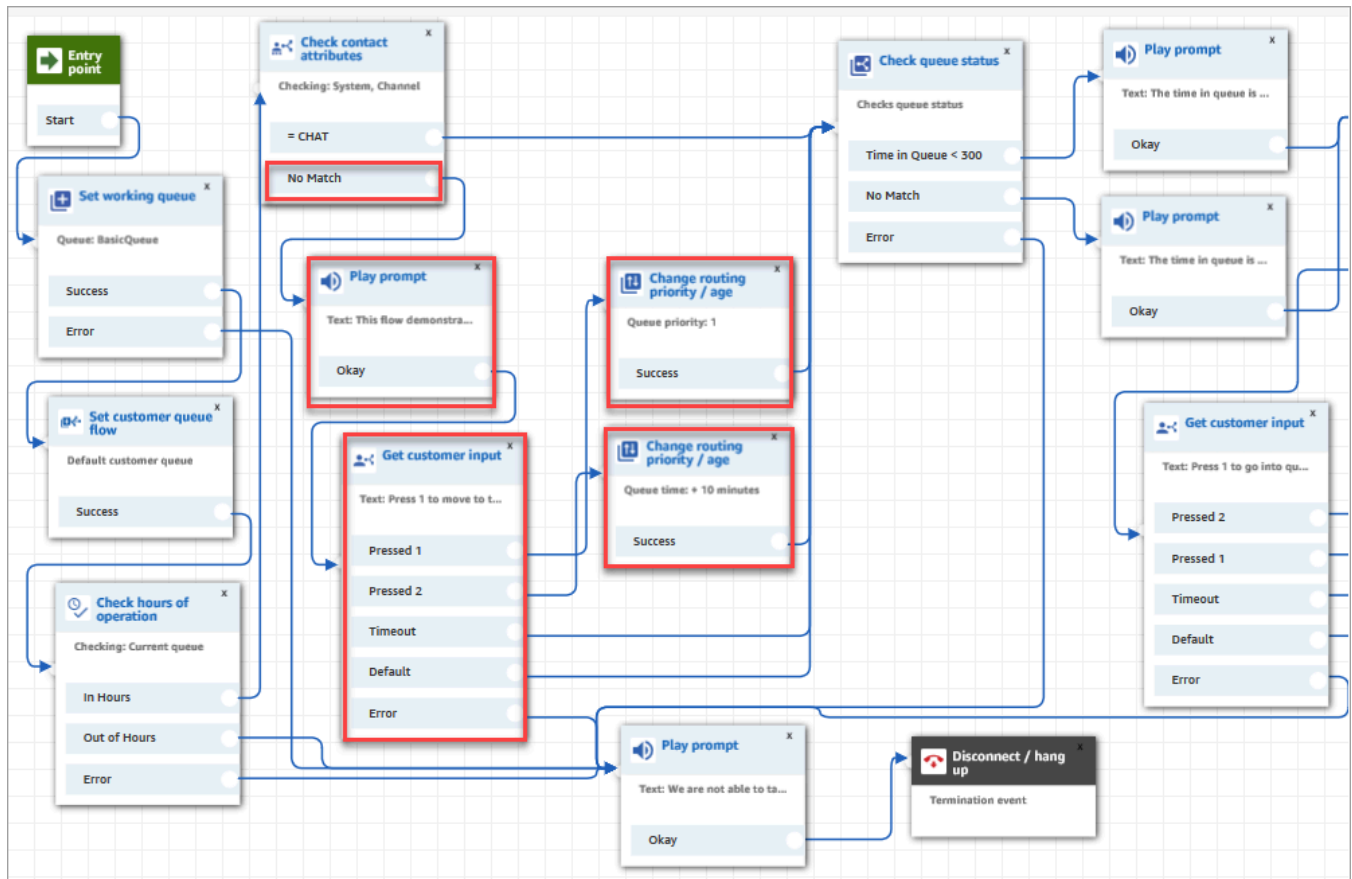 Entry
point
Start
x
Set working queue
Queue: BasicQueue
Success
Error
x
Set customer queue
flow
Default customer queue
Success
x
Check hours of
operation
Checking: Current queue
In Hours
Out of Hours
Error
x
Check contact
attributes
Checking: System, Channel
= CHAT
No Match
x
Play prompt
Text: This flow demonstra...
Okay
x
Get customer input
Text: Press 1 to move to t...
Pressed 1
Pressed 2
Timeout
Default
Error
x
Change routing
priority / age
Queue priority: 1
Success
x
Change routing
priority / age
Queue time: + 10 minutes
Success
x
Play prompt
Text: We are not able to ta...
Okay
x
Check queue status
Checks queue status
Time in Queue < 300
No Match
Error
x
Disconnect / hang
up
Termination event
x
Play prompt
Text: The time in queue is ...
Okay
x
Play prompt
Text: The time in queue is ...
Okay
x
Get customer input
Text: Press 1 to go into qu...
Pressed 2
Pressed 1
Timeout
Default
Error